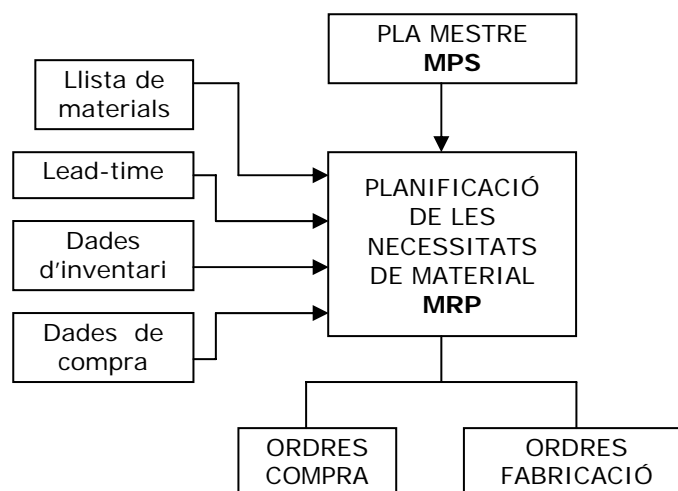 PLA MESTRE
MPS
Llista de
materials
Lead-time
Dades
d'inventari
Dades de
compra
PLANIFICACIÓ
DE LES
NECESSITATS
DE MATERIAL
MRP
ORDRES
COMPRA
ORDRES
FABRICACIÓ